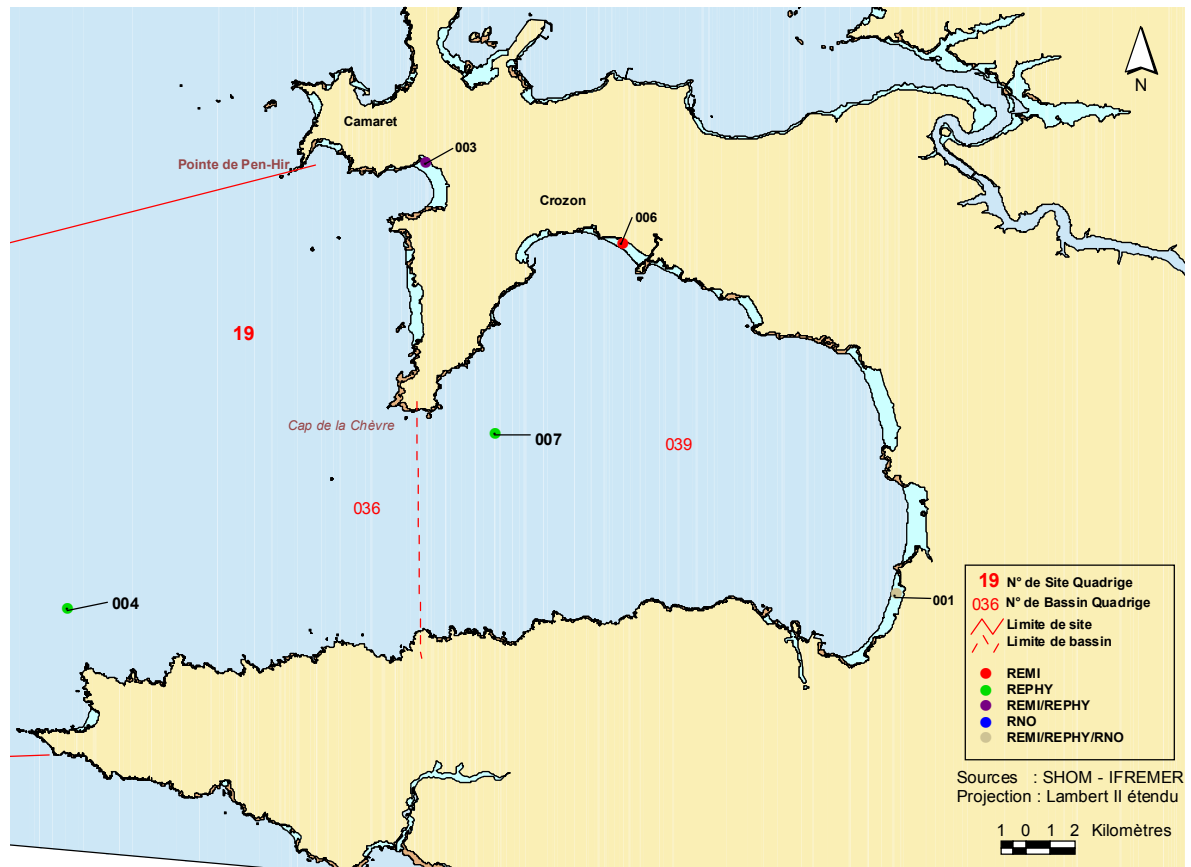 N
Camaret
003
Pointe de Pen-Hir
Crozon
006
19
Cap de la Chèvre
007
039
036
004
001
19 N° de Site Quadrige
036 N° de Bassin Quadrige
Limite de site
Limite de bassin
REMI
REPHY
REMI/REPHY
RNO
REMI/REPHY/RNO
Sources : SHOM - IFREMER
Projection : Lambert II étendu
1 0 1 2 Kilomètres